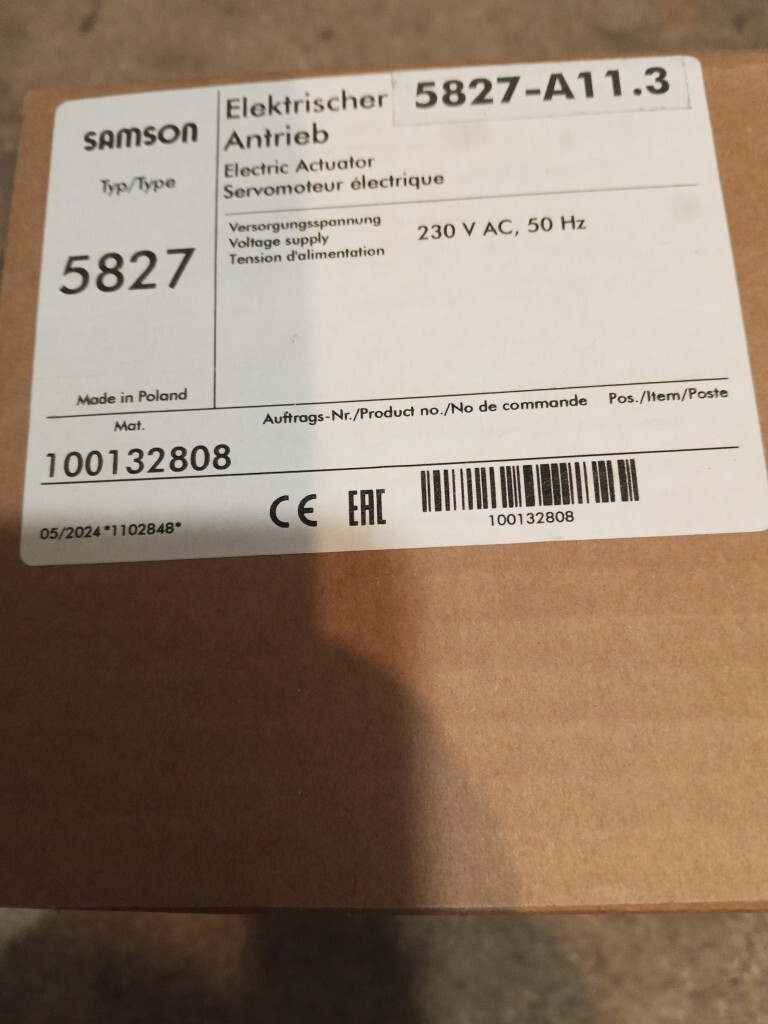 SAMSON
Typ/Type
5827
Made in Poland
Elektrischer
Antrieb
5827-A11.3
Electric Actuator
Servomoteur électrique
Versorgungsspannung
Voltage supply
Tension d'alimentation
230 V AC, 50 Hz
Mat.
Auftrags-Nr./Product no./No de commande
Pos./Item/Poste
100132808
05/2024 *1102848*
CE
EAC
100132808